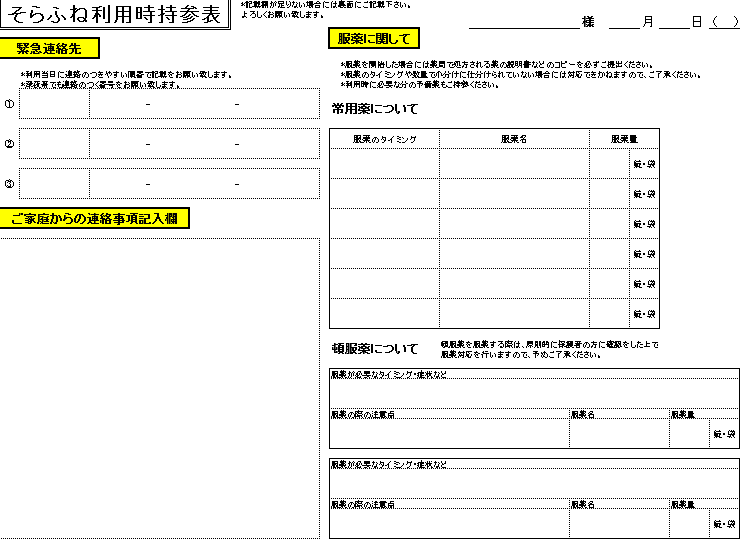 そらふね利用時持参表
*記載欄が足りない場合には裏面にご記載下さい。
よろしくお願い致します。
様　月　日（　）
緊急連絡先
*利用当日に連絡のつきやすい順番で記載をお願い致します。
*深夜帯でも連絡のつく番号をお願い致します。
① - -
② - -
③ - -
ご家庭からの連絡事項記入欄
服薬に関して
*服薬を開始した場合には薬局で処方される薬の説明書などのコピーを必ずご提出ください。
*服薬のタイミングや数量で小分けに仕分けられていない場合には対応できかねますので、ご了承ください。
*利用時に必要な分の予備薬もご持参ください。
常用薬について
服薬のタイミング 服薬名 服薬量
錠・袋
錠・袋
錠・袋
錠・袋
錠・袋
錠・袋
頓服薬について
頓服薬を服薬する際は、原則的に保護者の方に確認をした上で
服薬対応を行いますので、予めご了承ください。
服薬が必要なタイミング・症状など
服薬の際の注意点 服薬名 服薬量
錠・袋
服薬が必要なタイミング・症状など
服薬の際の注意点 服薬名 服薬量
錠・袋